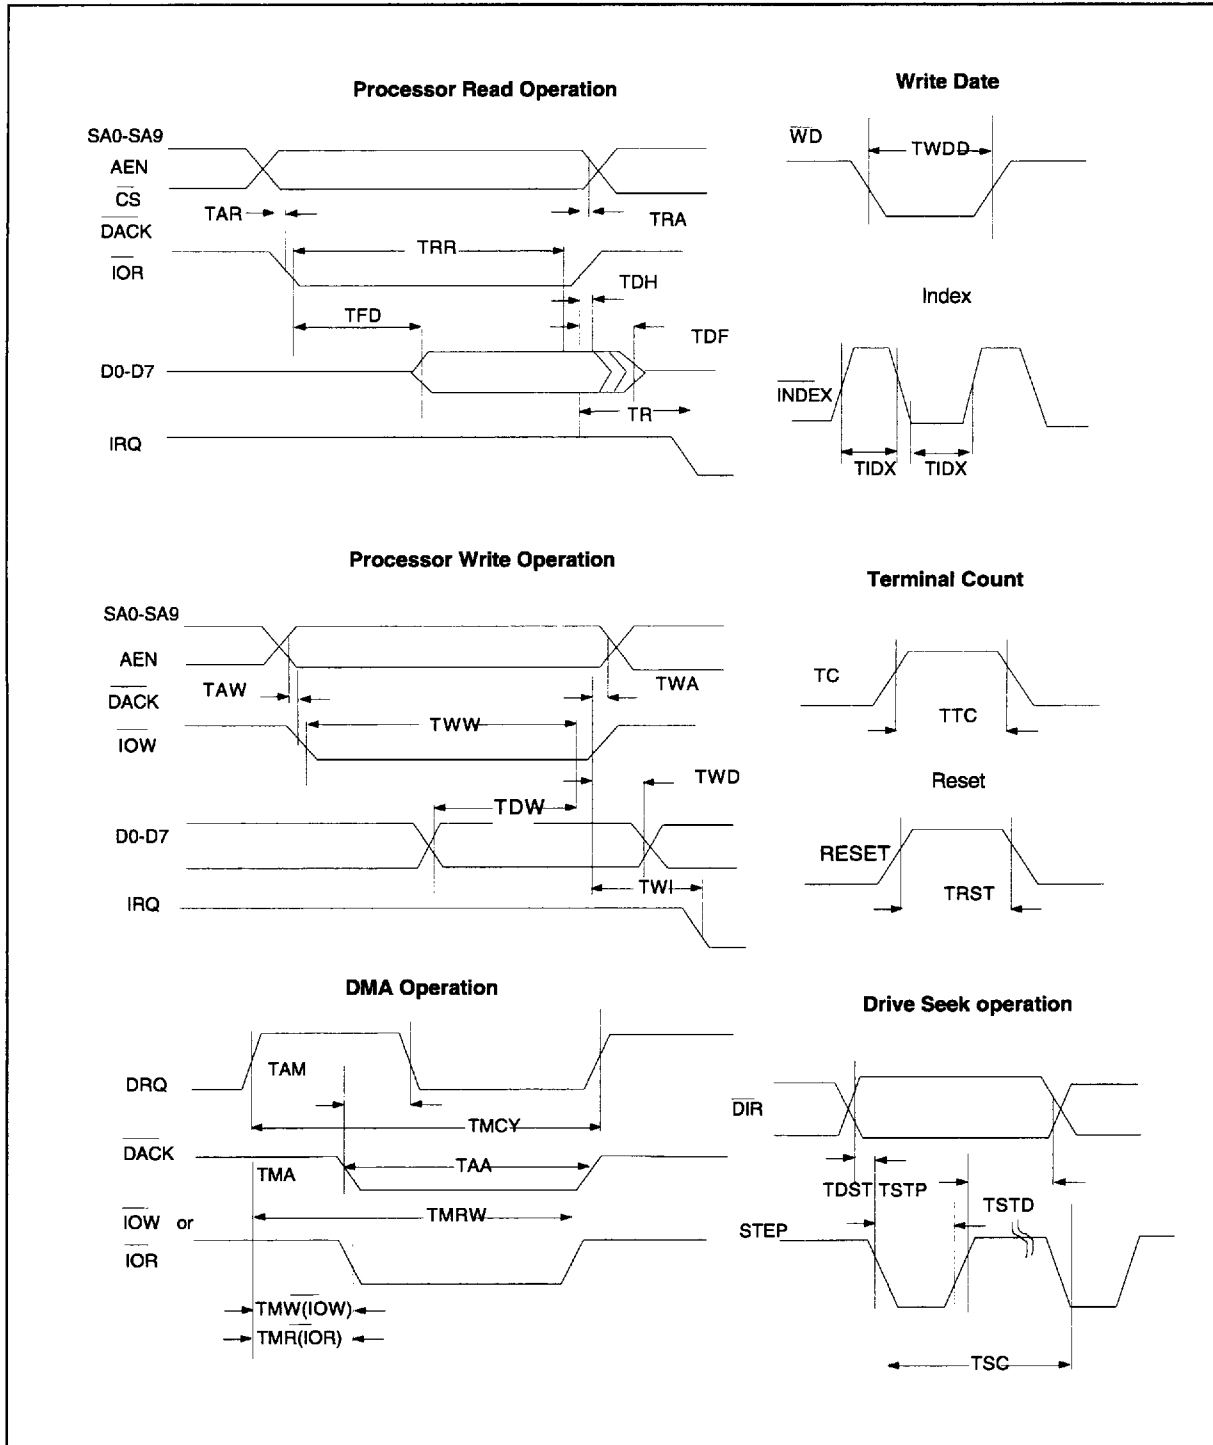 Processor Read Operation
SA0-SA9
AEN
CS
TAR
TRA
DACK
TRR
IOR
TDH
TFD
TDF
D0-D7
TR
IRQ
Write Date
WD
TWDD
Index
INDEX
TIDX TIDX
Processor Write Operation
SA0-SA9
AEN
TAW
TWA
DACK
TWW
IOW
TWD
TDW
D0-D7
TWI
IRQ
Terminal Count
TC
TTC
Reset
RESET
TRST
DMA Operation
TAM
DRQ
TMCY
DACK
TMA
TAA
IOW or
TMRW
IOR
TMW(IOW)
TMR(IOR)
Drive Seek operation
DIR
TDST TSTP
TSTD
STEP
TSC